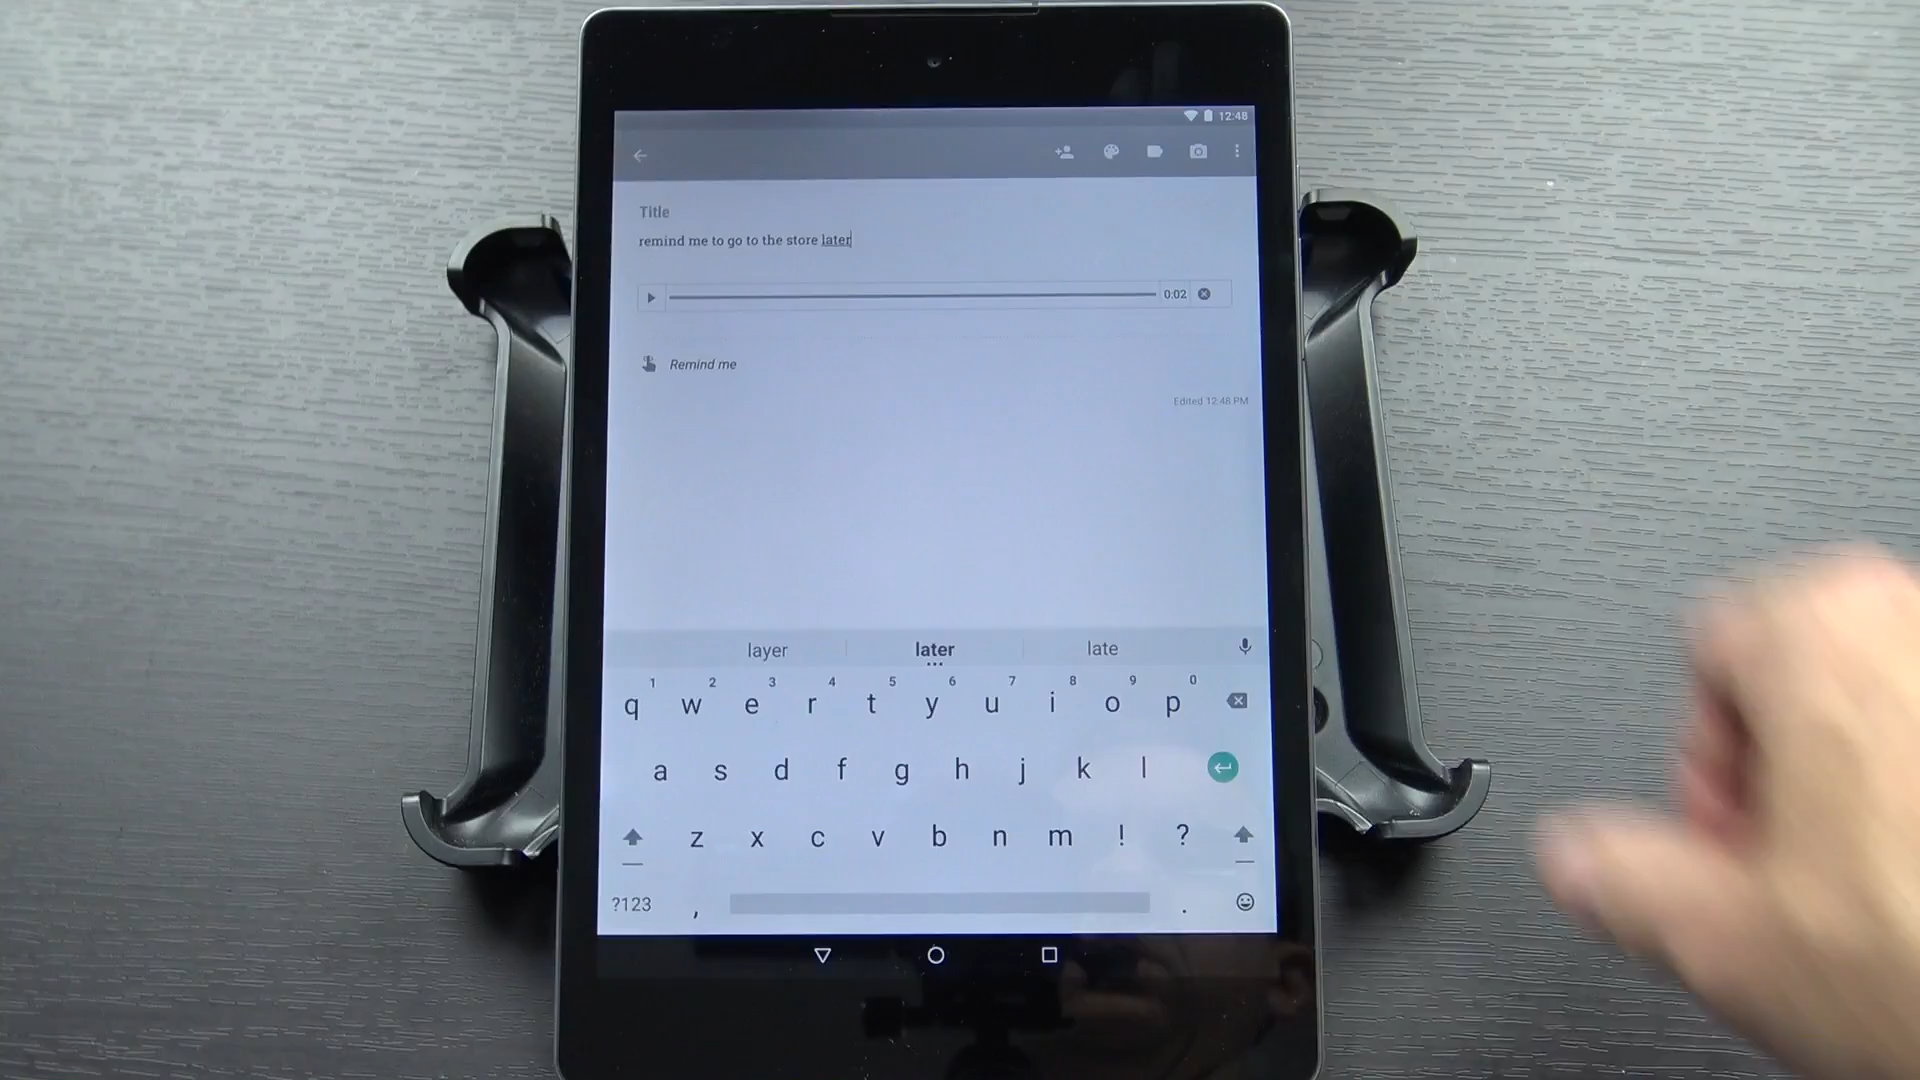 12:48
Title
remind me to go to the store later
0:02
Remind me
Edited 12:48 PM
layer later late
1 2 3 4 5 6 7 8 9 0
q w e r t y u i o p
a s d f g h j k l
z x c v b n m ! ?
?123 , .